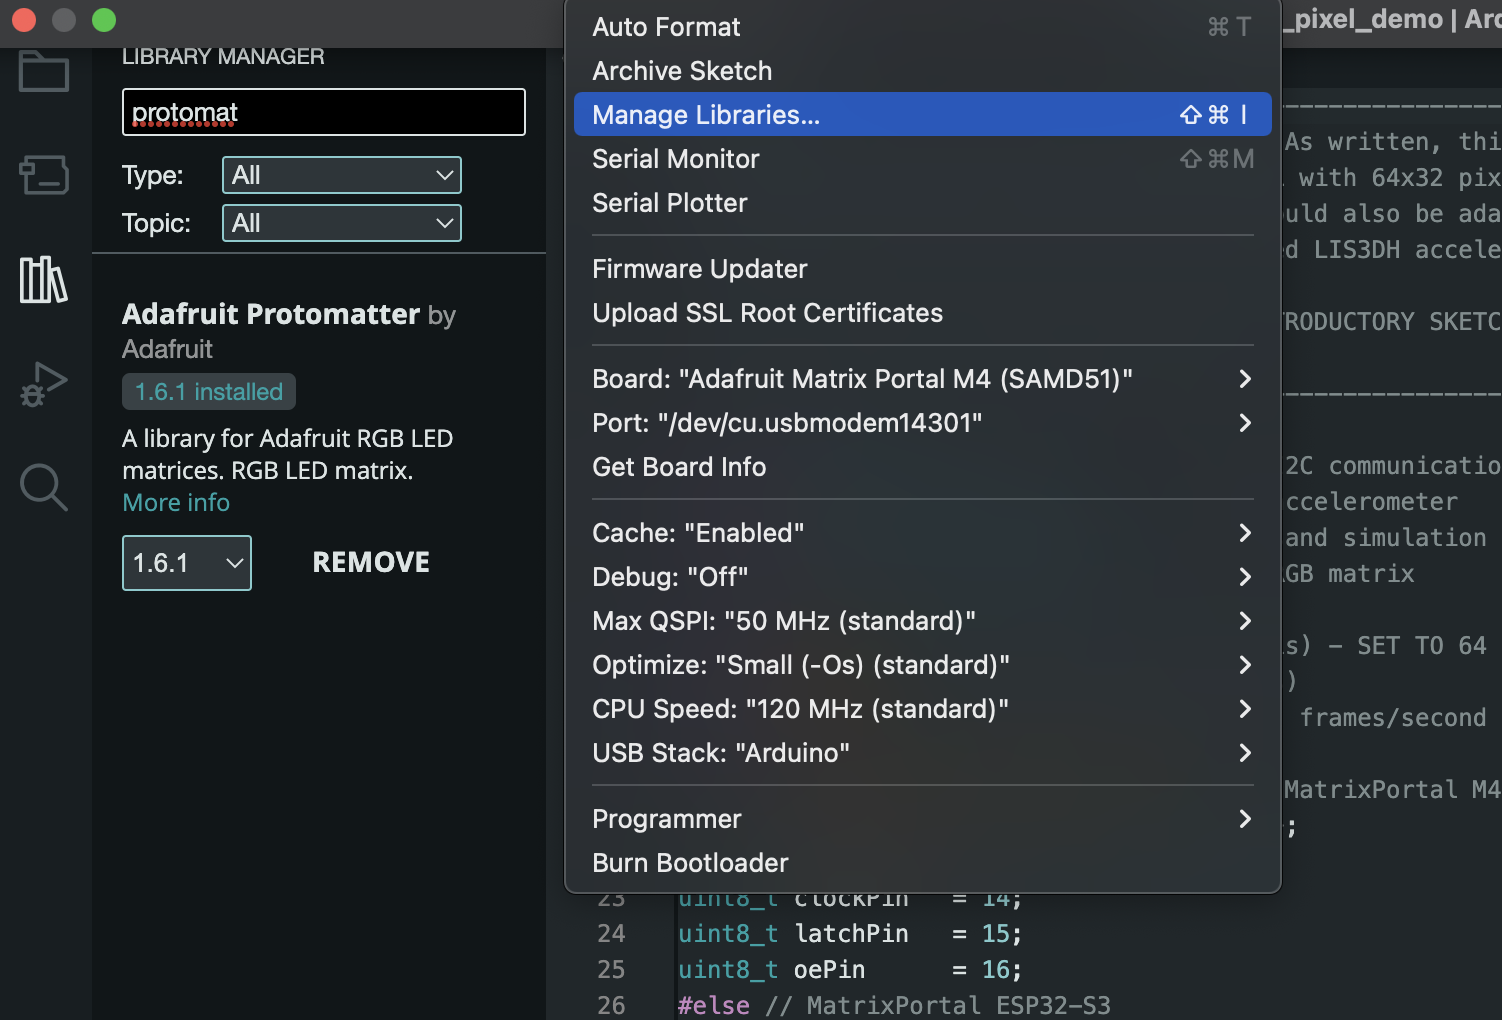 _pixel_demo | Arc
LIBRARY MANAGER
protomat
Type: All
Topic: All
Adafruit Protomatter by
Adafruit
1.6.1 installed
A library for Adafruit RGB LED
matrices. RGB LED matrix.
More info
1.6.1 REMOVE
Auto Format ⌘ T
Archive Sketch
Manage Libraries... ⇧ ⌘ I
Serial Monitor ⇧⌘M
Serial Plotter
Firmware Updater
Upload SSL Root Certificates
Board: "Adafruit Matrix Portal M4 (SAMD51)"
Port: "/dev/cu.usbmodem14301"
Get Board Info
Cache: "Enabled"
Debug: "Off"
Max QSPI: "50 MHz (standard)"
Optimize: "Small (-Os) (standard)"
CPU Speed: "120 MHz (standard)"
USB Stack: "Arduino"
Programmer
Burn Bootloader
---------------
As written, thi
with 64x32 pix
uld also be ada
d LIS3DH accele
TRODUCTORY SKETC
---------------
2C communicatio
ccelerometer
and simulation
GB matrix
s) - SET TO 64
)
frames/second
MatrixPortal M4
;
23 uint8_t clockPin = 14;
24 uint8_t latchPin = 15;
25 uint8_t oePin = 16;
26 #else // MatrixPortal ESP32-S3